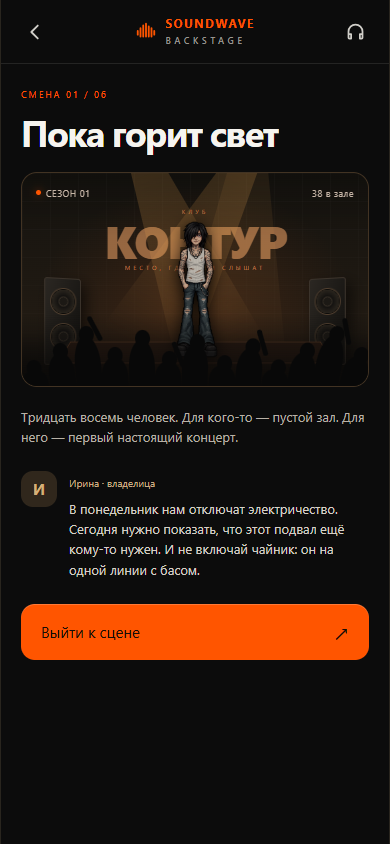 SOUNDWAVE
BACKSTAGE
СМЕНА 01 / 06
Пока горит свет
СЕЗОН 01
38 в зале
КЛУБ
КОНТУР
МЕСТО, СЛЫШАТ
Тридцать восемь человек. Для кого-то — пустой зал. Для
него — первый настоящий концерт.
И
Ирина · владелица
В понедельник нам отключат электричество.
Сегодня нужно показать, что этот подвал ещё
кому-то нужен. И не включай чайник: он на
одной линии с басом.
Выйти к сцене